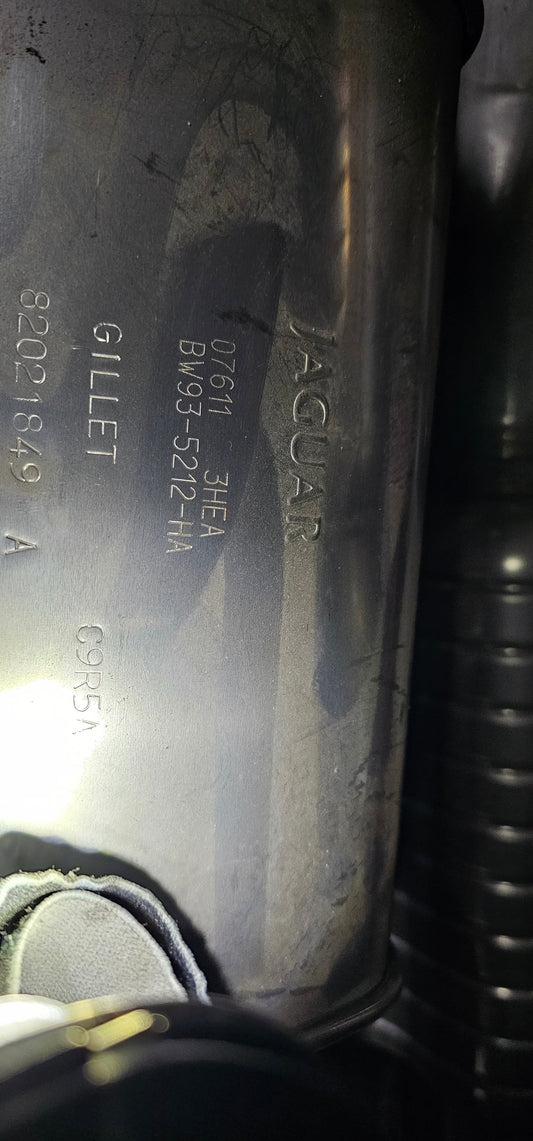 JAGUAR
07611 3HEA
BW93-5212-HA
GILLET C9R5A
82021849 A